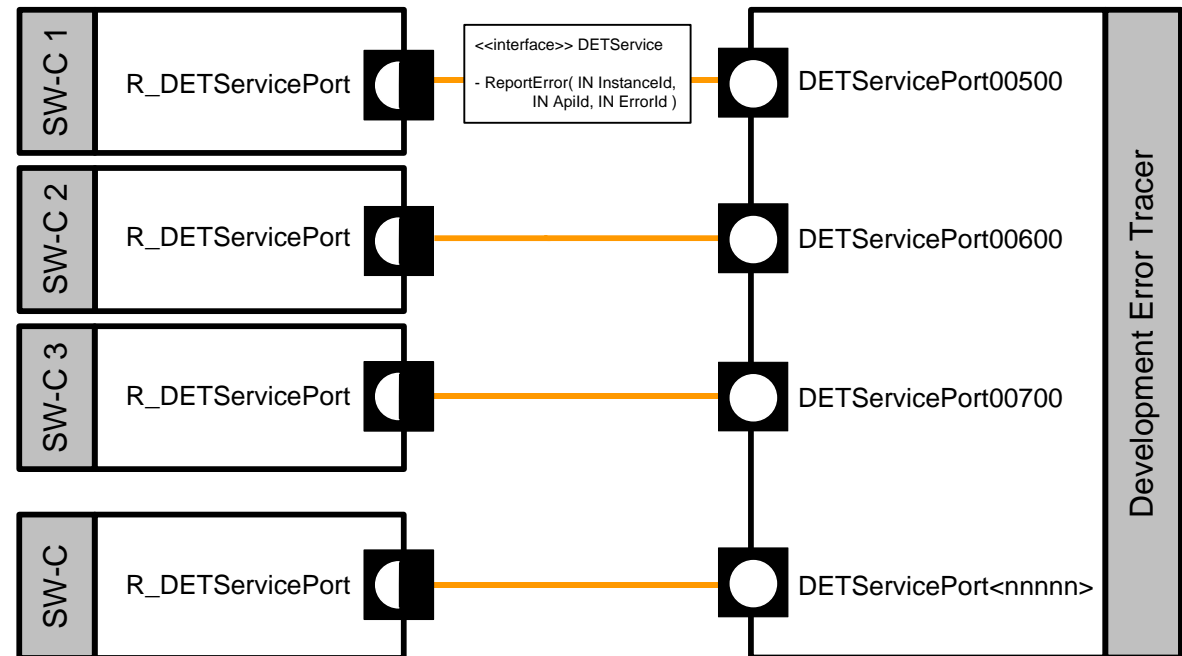 SW-C 1
R_DETServicePort
<<interface>> DETService
- ReportError( IN InstanceId,
IN ApiId, IN ErrorId )
DETServicePort00500
SW-C 2
R_DETServicePort
DETServicePort00600
SW-C 3
R_DETServicePort
DETServicePort00700
SW-C
R_DETServicePort
DETServicePort<nnnnn>
Development Error Tracer